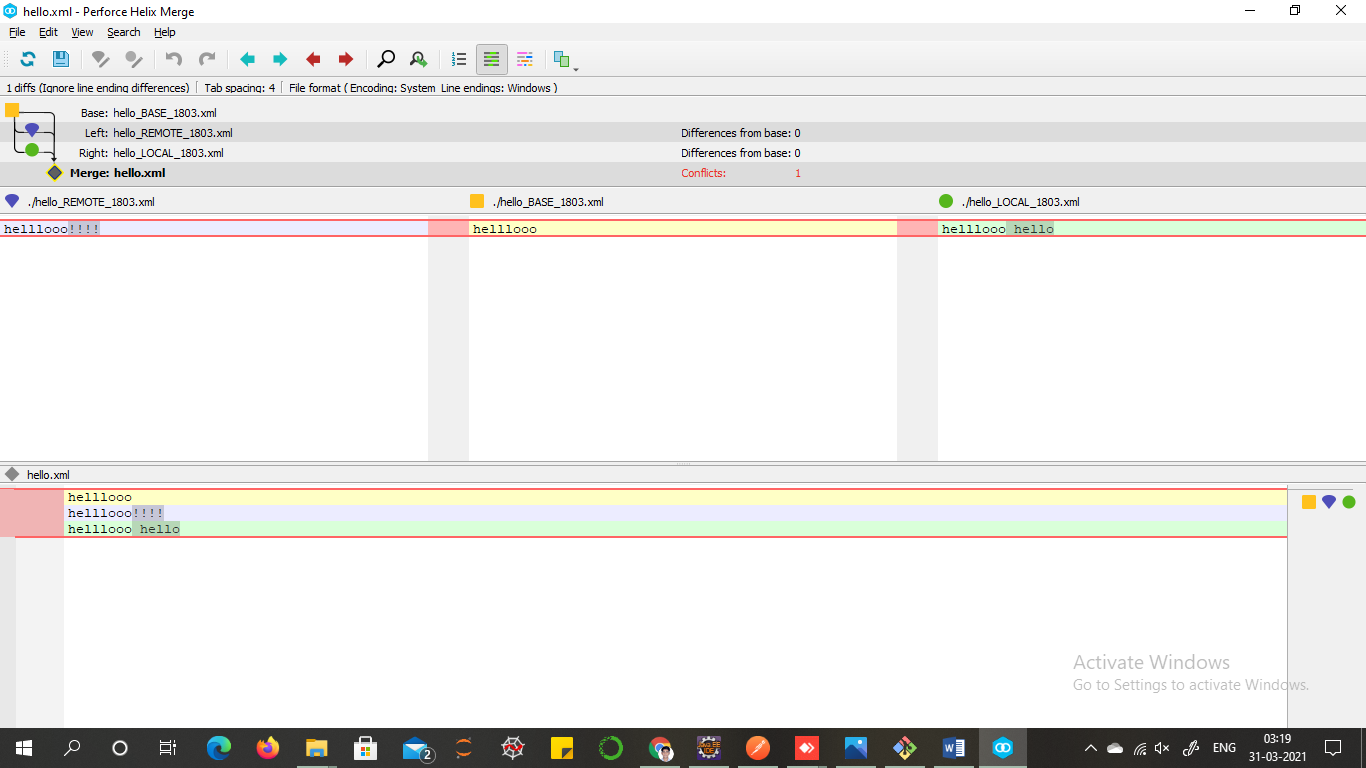 hello.xml - Perforce Helix Merge
File Edit View Search Help
1 diffs (Ignore line ending differences) Tab spacing: 4 File format ( Encoding: System Line endings: Windows )
Base: hello_BASE_1803.xml
Left: hello_REMOTE_1803.xml Differences from base: 0
Right: hello_LOCAL_1803.xml Differences from base: 0
Merge: hello.xml Conflicts: 1
./hello_REMOTE_1803.xml ./hello_BASE_1803.xml ./hello_LOCAL_1803.xml
helllooo!!!! helllooo helllooo hello
hello.xml
helllooo
helllooo!!!!
helllooo hello
Activate Windows
Go to Settings to activate Windows.
2
Java EE
IDE
ENG
03:19
31-03-2021